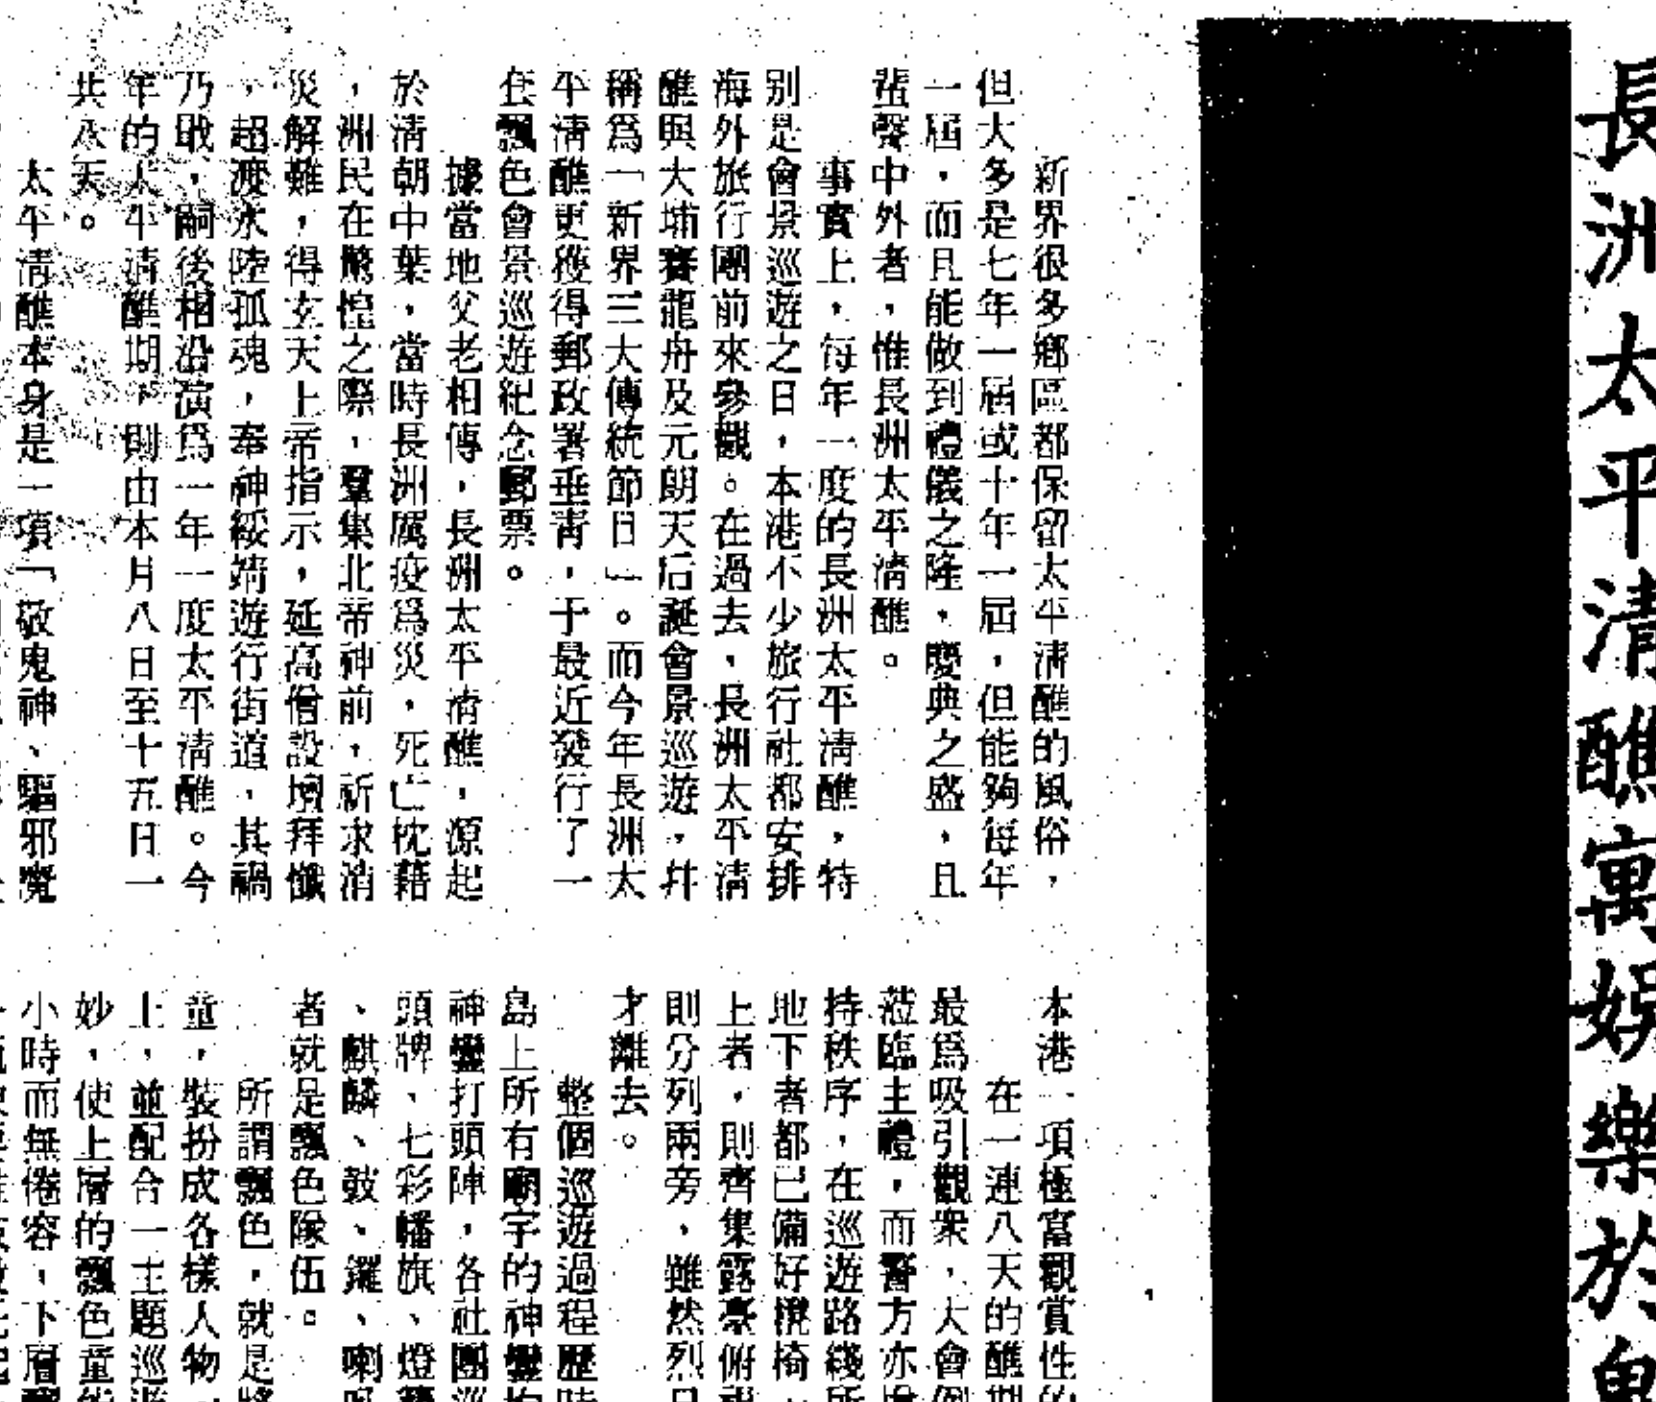 長洲太平清醮寓娛樂於
新界很多鄉區都保留太平清醮的風俗，
但大多是七年一屆或十年一屆，但能夠每年
一屆，而且能做到禮儀之隆，慶典之盛，且
蜚聲中外者，惟長洲太平清醮。
事實上，每年一度的長洲太平清醮，特
別是會景巡遊之日，本港不少旅行社都安排
海外旅行團前來參觀。在過去，長洲太平清
醮與大埔賽龍舟及元朗天后誕會景巡遊，幷
稱爲「新界三大傳統節日」。而今年長洲太
平清醮更獲得郵政署垂靑，于最近發行了一
套飄色會景巡遊紀念郵票。
據當地父老相傳，長洲太平清醮，源起
於清朝中葉，當時長洲厲疫爲災，死亡枕藉
，洲民在驚惶之際，羣集北帝神前，祈求消
災解難，得玄天上帝指示，延高僧設壇拜懺
，超渡水陸孤魂，奉神綏靖遊行街道，其禍
乃戢，嗣後相沿演爲一年一度太平清醮。今
年的太平清醮期，則由本月八日至十五日一
共八天。
太平清醮本身是一項「敬鬼神、驅邪魔
本港一項極富觀賞性的
在一連八天的醮期
最爲吸引觀衆，大會例
蒞臨主禮，而警方亦
持秩序，在巡遊路綫所
地下者都已備好櫈椅，
上者，則齊集露臺俯視
則分列兩旁，雖然烈日
才離去。
整個巡遊過程歷時
島上所有廟宇的神鑾均
神鑾打頭陣，各社團巡
頭牌、七彩幡旗、燈籠
、麒麟、鼓、鑼、喇叭
者就是飄色隊伍。
所謂飄色，就是將
童，裝扮成各樣人物，
上，並配合一主題巡遊
妙，使上層的飄色童能
小時而無倦容，下層